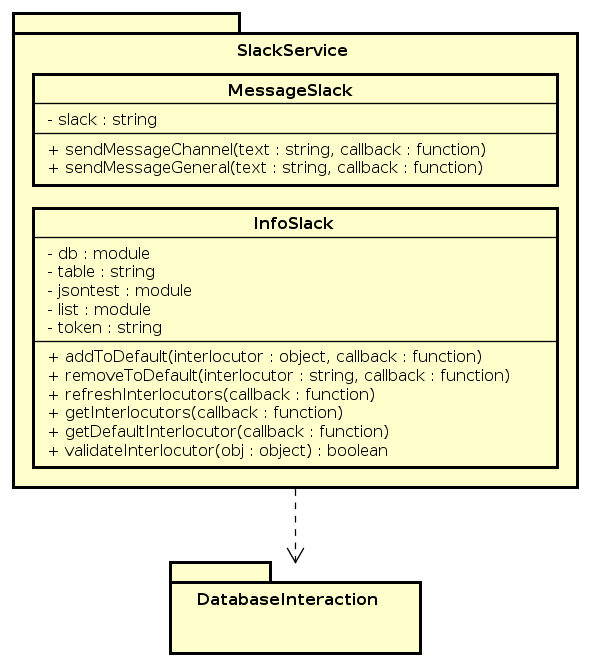 SlackService
MessageSlack
- slack : string
+ sendMessageChannel(text : string, callback : function)
+ sendMessageGeneral(text : string, callback : function)
InfoSlack
- db : module
- table : string
- jsontest : module
- list : module
- token : string
+ addToDefault(interlocutor : object, callback : function)
+ removeToDefault(interlocutor : string, callback : function)
+ refreshInterlocutors(callback : function)
+ getInterlocutors(callback : function)
+ getDefaultInterlocutor(callback : function)
+ validateInterlocutor(obj : object) : boolean
DatabaseInteraction